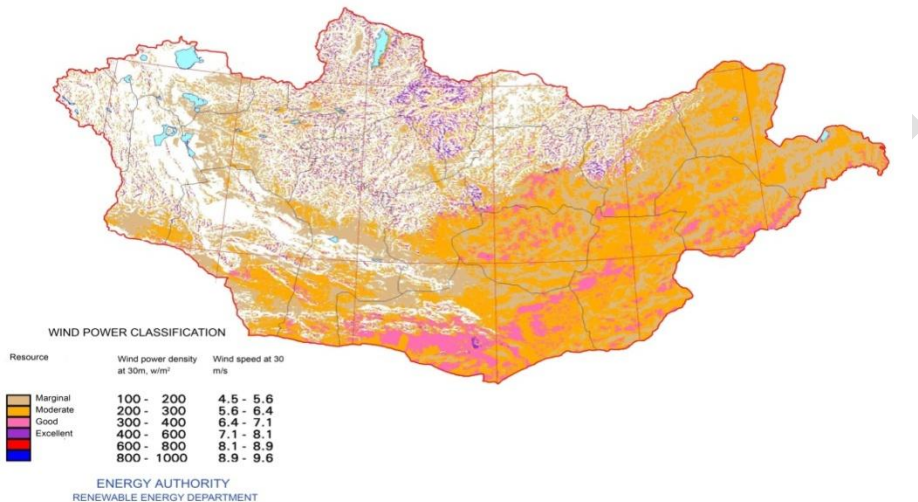 WIND POWER CLASSIFICATION
Resource Wind power density Wind speed at 30
at 30m, w/m² m/s
Marginal 100 - 200 4.5 - 5.6
Moderate 200 - 300 5.6 - 6.4
Good 300 - 400 6.4 - 7.1
Excellent 400 - 600 7.1 - 8.1
600 - 800 8.1 - 8.9
800 - 1000 8.9 - 9.6
ENERGY AUTHORITY
RENEWABLE ENERGY DEPARTMENT